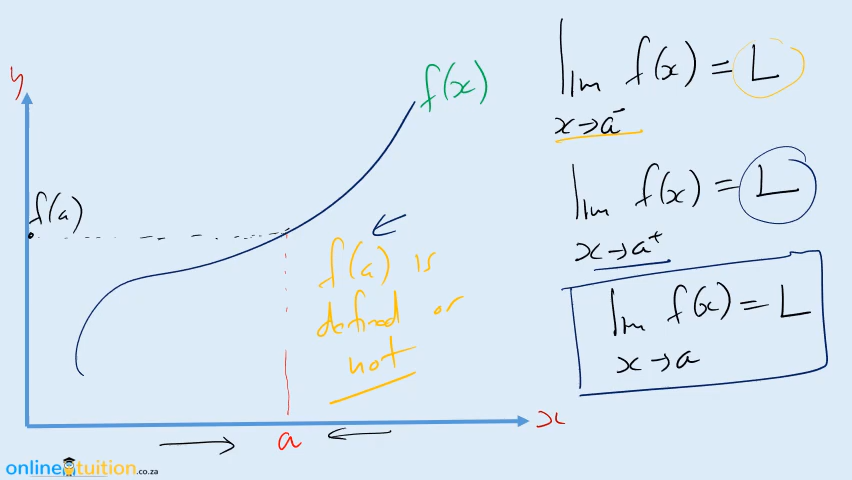 y
f(x)
f(a)
f(a) is
defined or
not
a
x
lim f(x) = L
x→a⁻
lim f(x) = L
x→a⁺
lim f(x) = L
x→a
onlinetuition.co.za